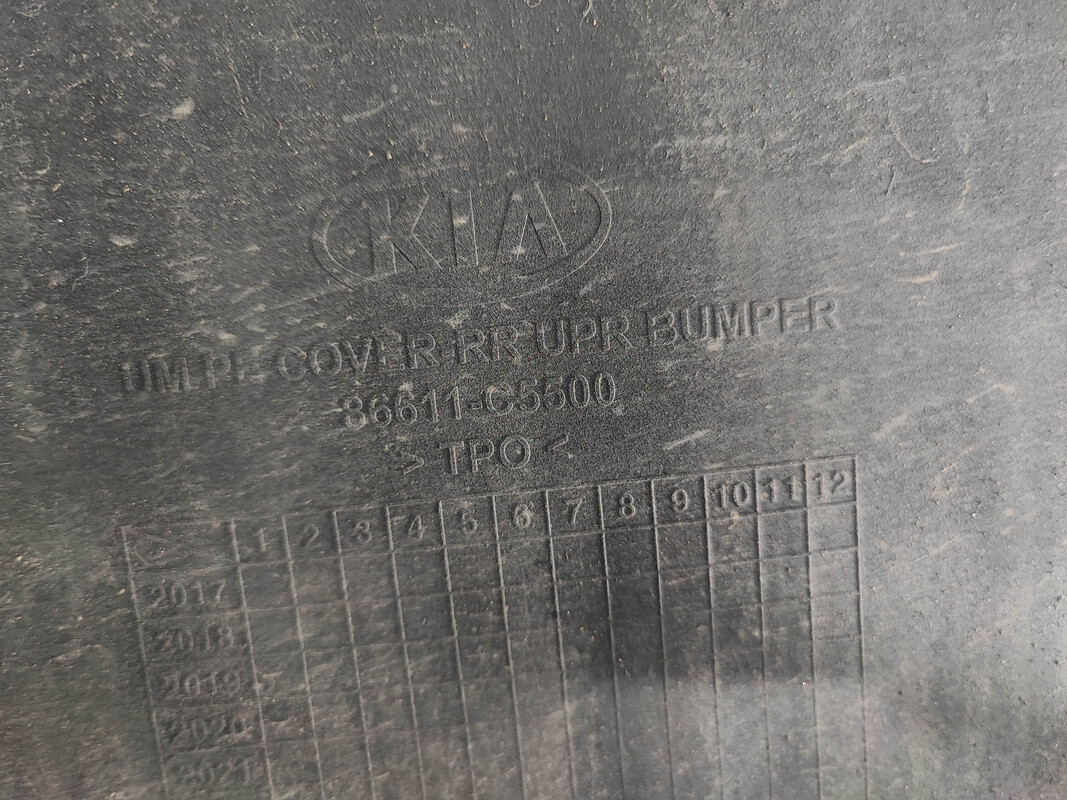 KIA
UM PE COVER RR UPR BUMPER
86611-C5500
> TPO <
1 2 3 4 5 6 7 8 9 10 11 12
2017
2018
2019
2020
2021